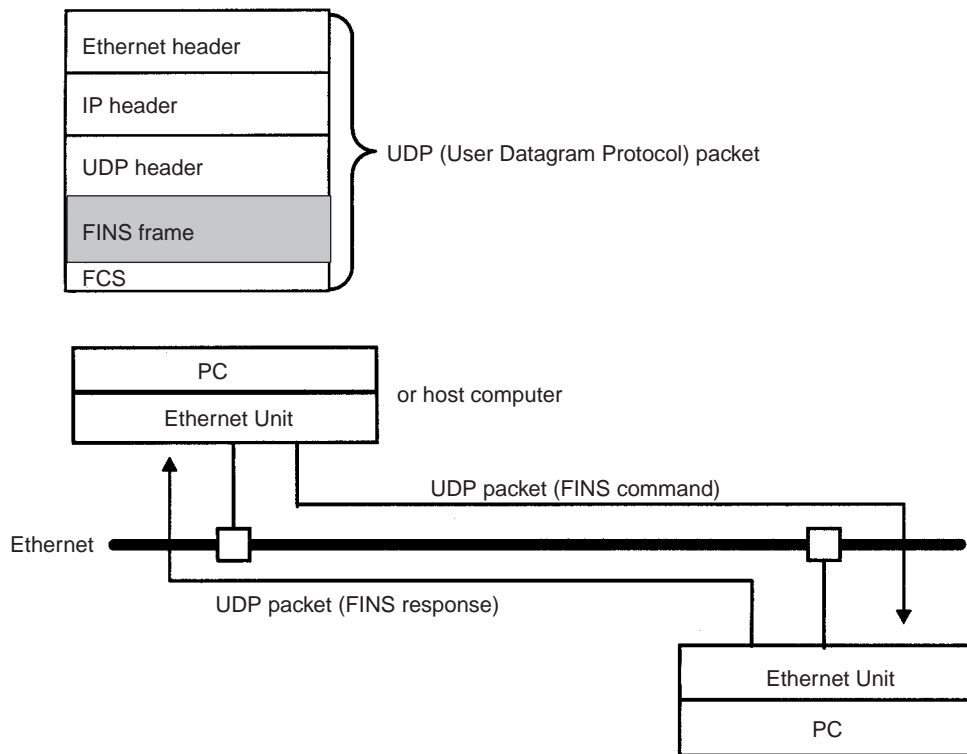 Ethernet header
IP header
UDP header
FINS frame
FCS
UDP (User Datagram Protocol) packet
PC
Ethernet Unit
or host computer
UDP packet (FINS command)
Ethernet
UDP packet (FINS response)
Ethernet Unit
PC